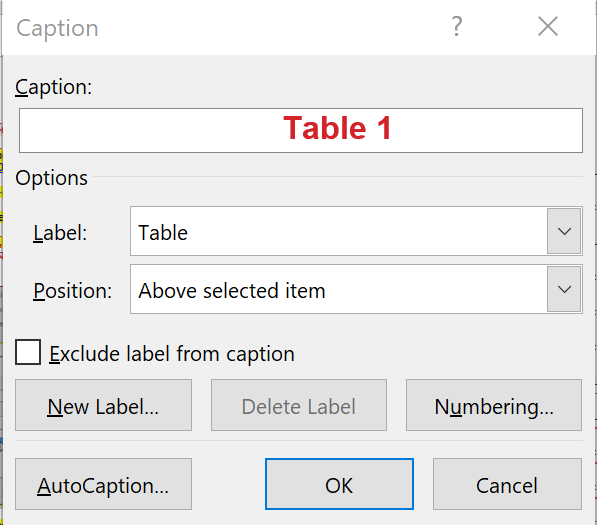 Caption ?
Caption:
Table 1
Options
Label: Table
Position: Above selected item
Exclude label from caption
New Label... Delete Label Numbering...
AutoCaption... OK Cancel